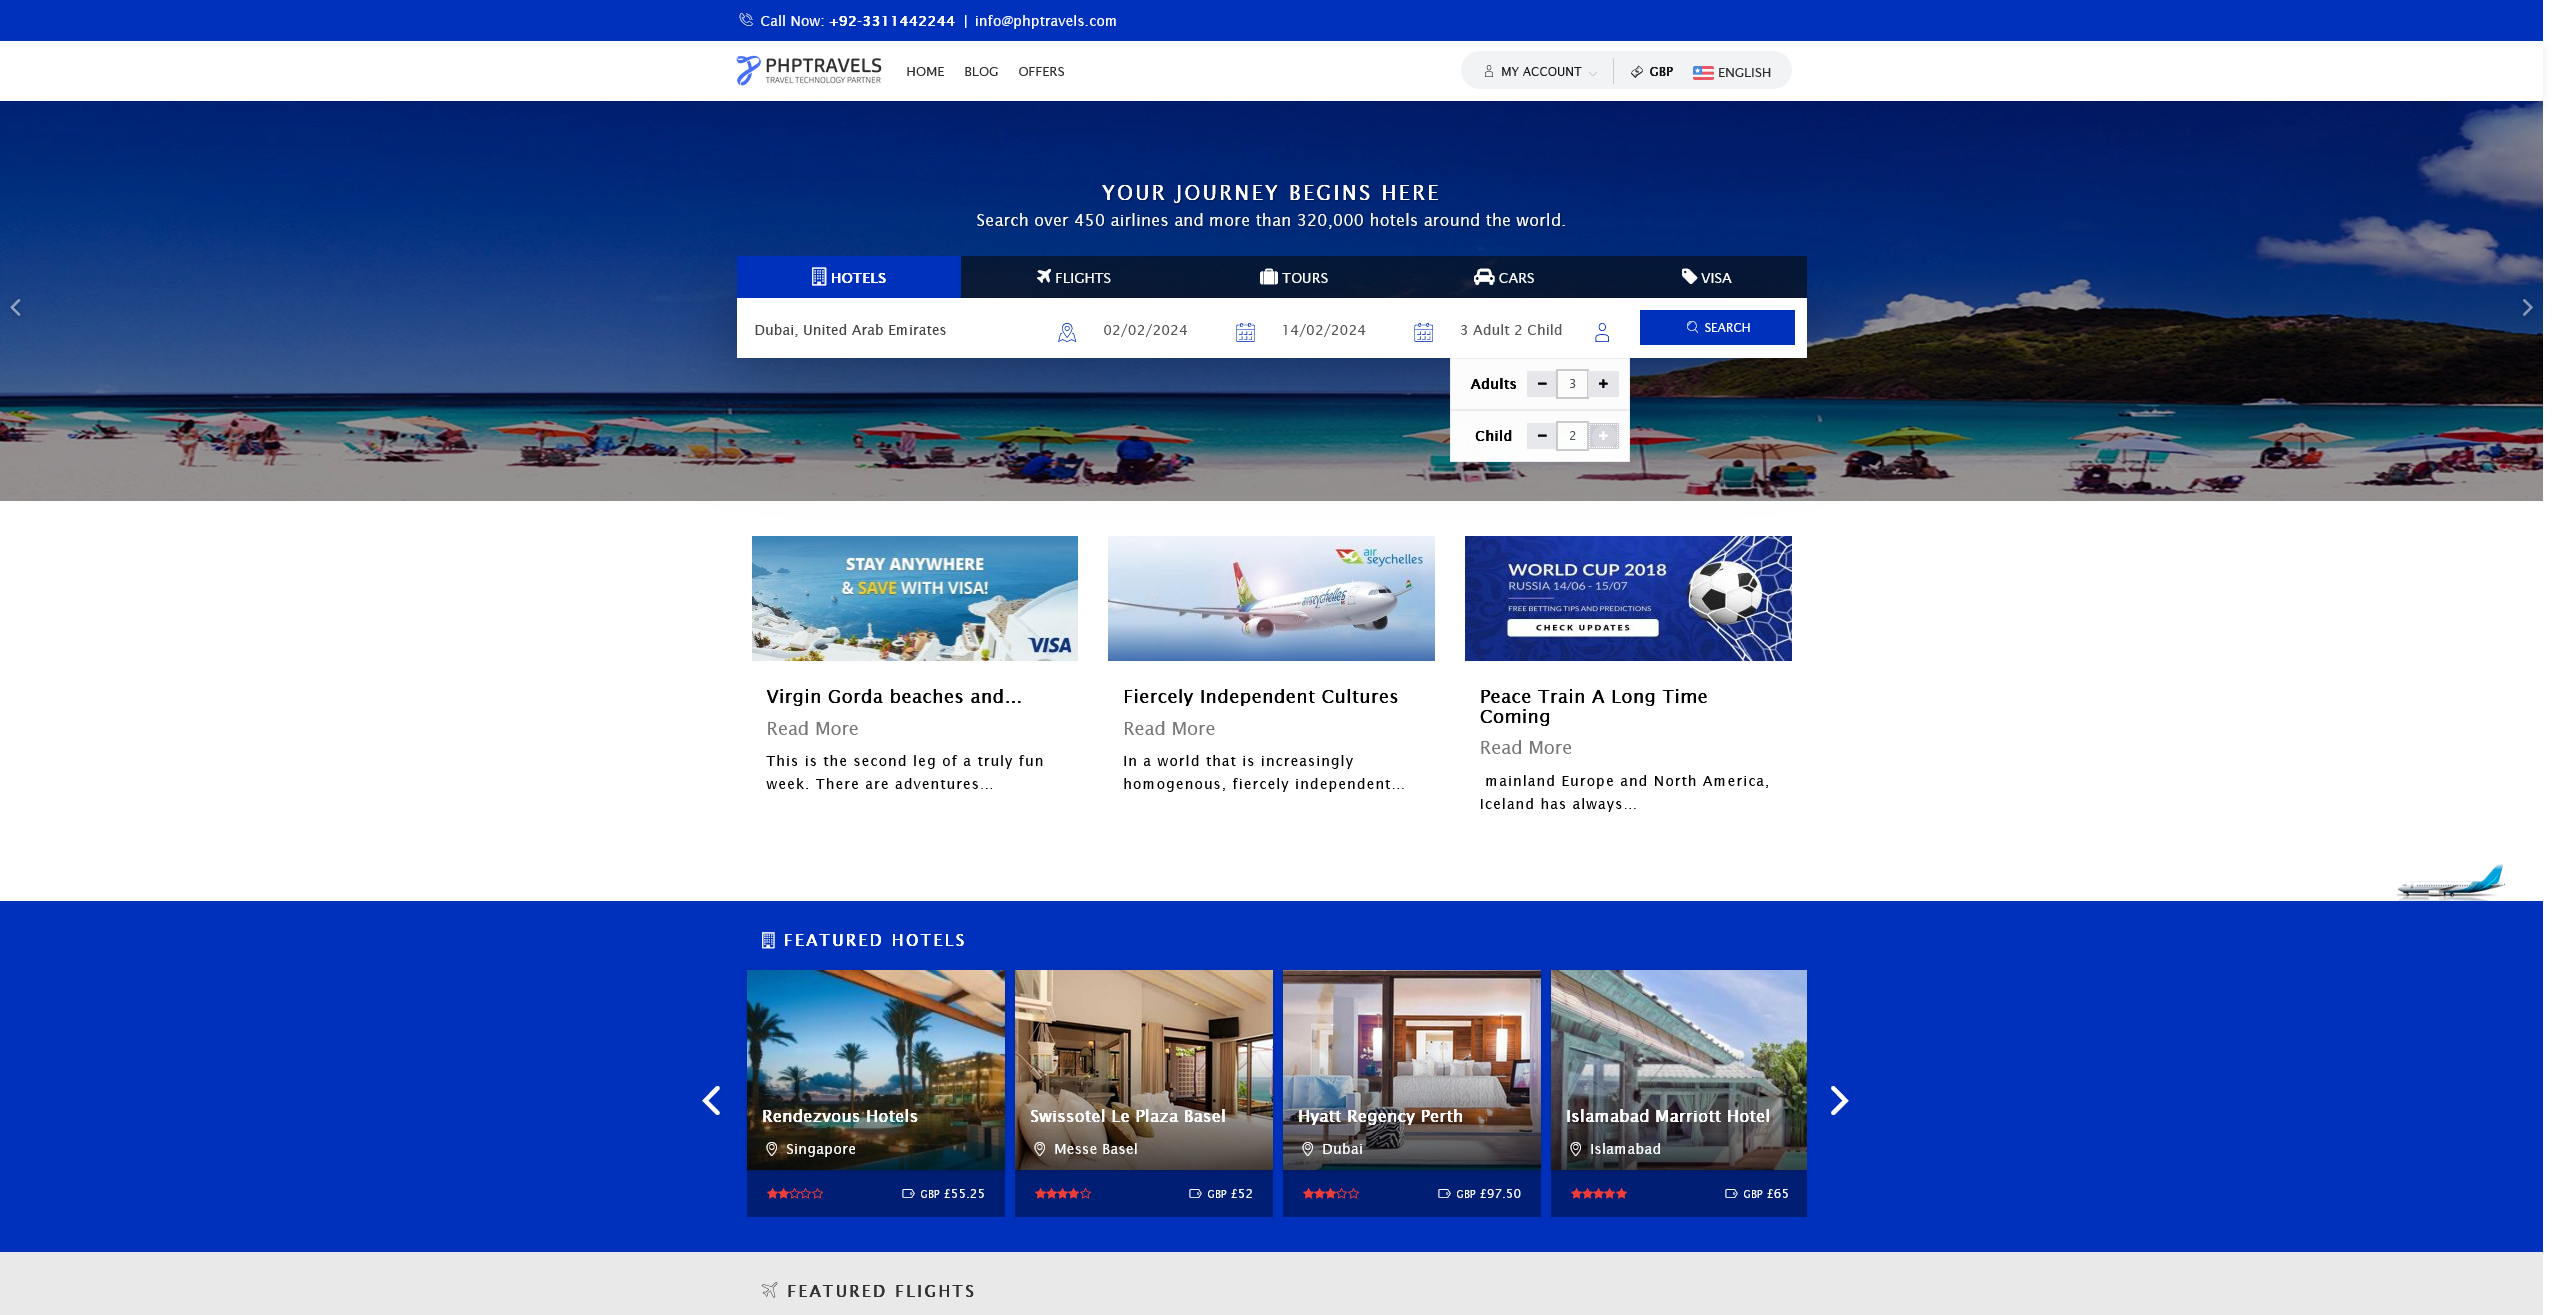 Call Now: +92-3311442244 | info@phptravels.com
PHPTRAVELS
TRAVEL TECHNOLOGY PARTNER
HOME BLOG OFFERS
MY ACCOUNT GBP ENGLISH
YOUR JOURNEY BEGINS HERE
Search over 450 airlines and more than 320,000 hotels around the world.
HOTELS FLIGHTS TOURS CARS VISA
Dubai, United Arab Emirates 02/02/2024 14/02/2024 3 Adult 2 Child SEARCH
Adults - 3 +
Child - 2 +
STAY ANYWHERE
& SAVE WITH VISA!
VISA
air
seychelles
airseychelles
WORLD CUP 2018
RUSSIA 14/06 - 15/07
FREE BETTING TIPS AND PREDICTIONS
CHECK UPDATES
Virgin Gorda beaches and...
Read More
This is the second leg of a truly fun
week. There are adventures...
Fiercely Independent Cultures
Read More
In a world that is increasingly
homogenous, fiercely independent...
Peace Train A Long Time
Coming
Read More
mainland Europe and North America,
Iceland has always...
FEATURED HOTELS
Rendezvous Hotels
Singapore
GBP £55.25
Swissotel Le Plaza Basel
Messe Basel
GBP £52
Hyatt Regency Perth
Dubai
GBP £97.50
Islamabad Marriott Hotel
Islamabad
GBP £65
FEATURED FLIGHTS